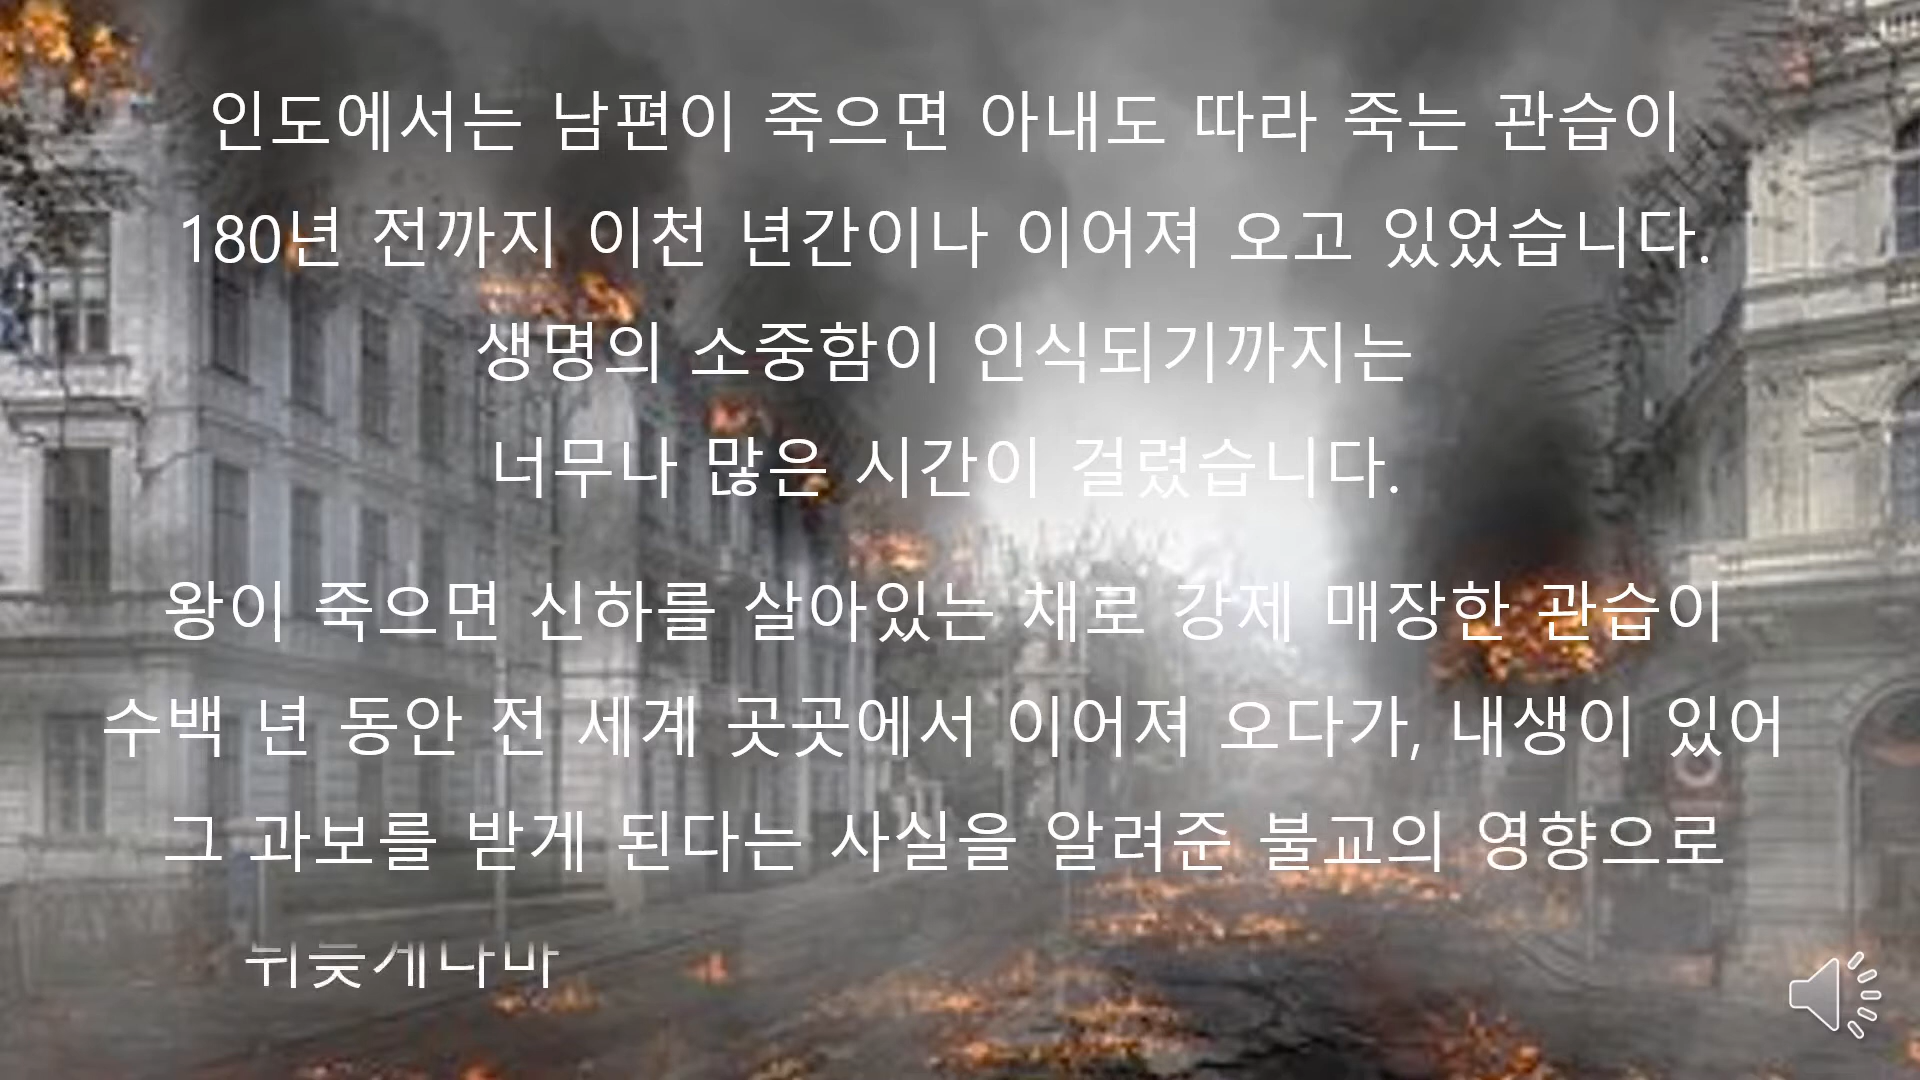 인도에서는 남편이 죽으면 아내도 따라 죽는 관습이
180년 전까지 이천 년간이나 이어져 오고 있었습니다.
생명의 소중함이 인식되기까지는
너무나 많은 시간이 걸렸습니다.
왕이 죽으면 신하를 살아있는 채로 강제 매장한 관습이
수백 년 동안 전 세계 곳곳에서 이어져 오다가, 내생이 있어
그 과보를 받게 된다는 사실을 알려준 불교의 영향으로